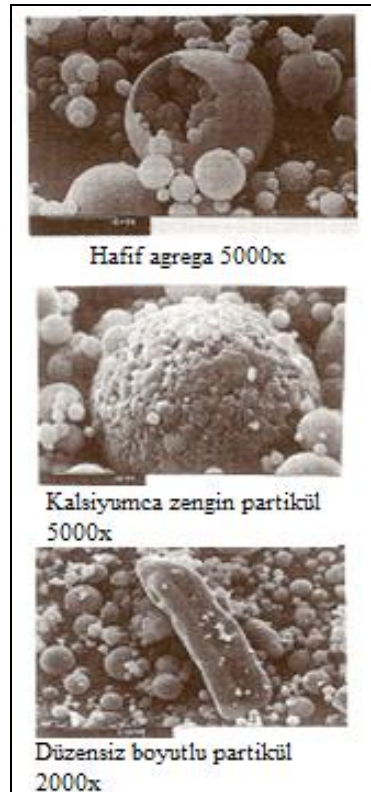 Hafif agrega 5000x
Kalsiyumca zengin partikül
5000x
Düzensiz boyutlu partikül
2000x